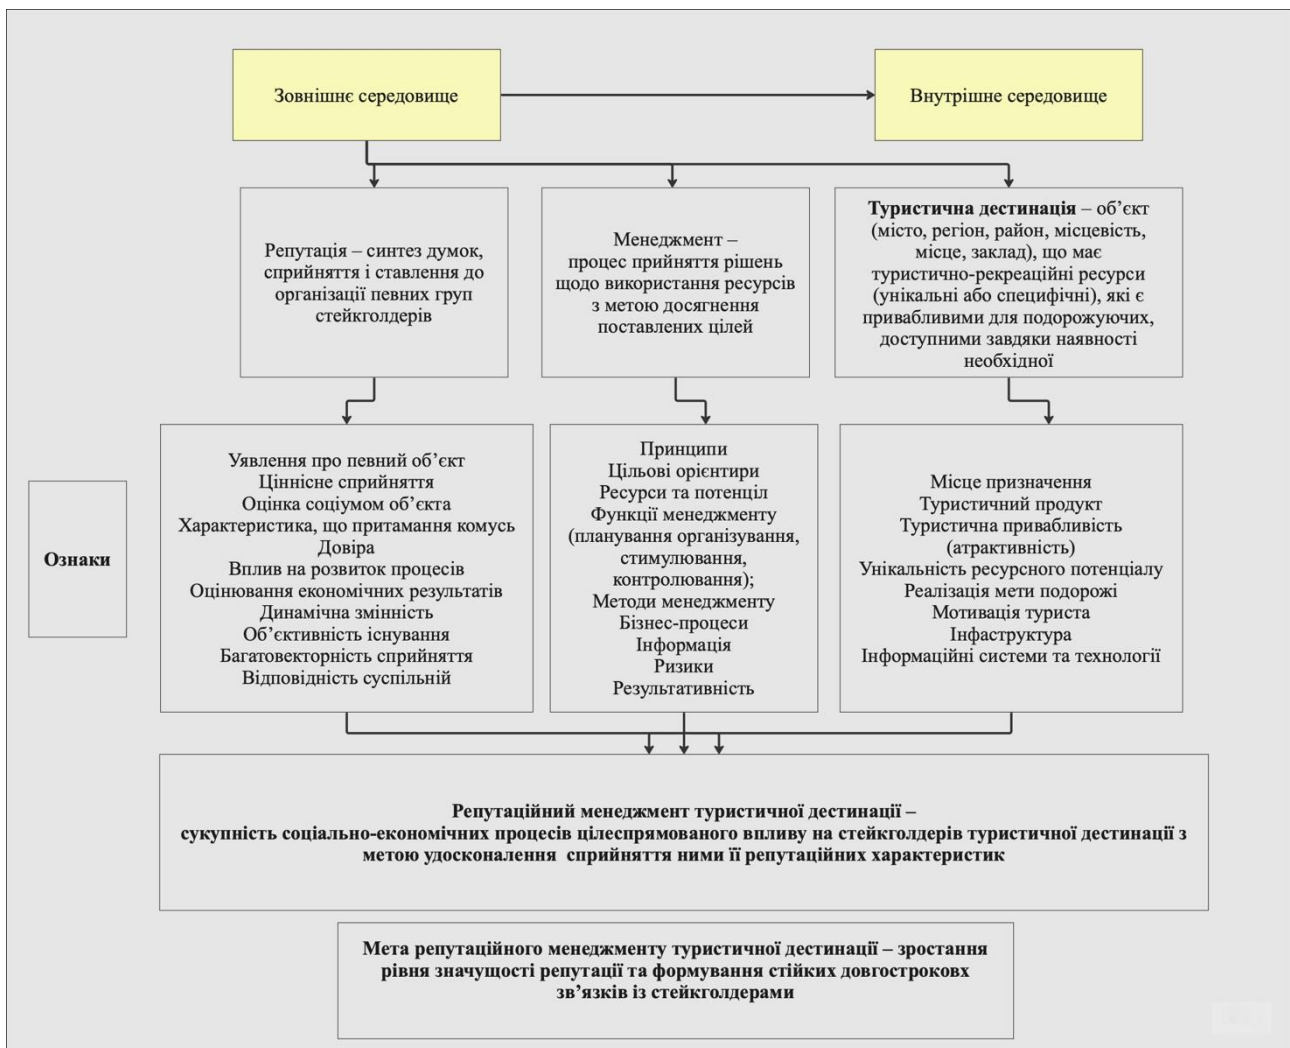 Зовнішнє середовище
Внутрішнє середовище
Репутація – синтез думок,
сприйняття і ставлення до
організації певних груп
стейкголдерів
Менеджмент –
процес прийняття рішень
щодо використання ресурсів
з метою досягнення
поставлених цілей
Туристична дестинація – об’єкт
(місто, регіон, район, місцевість,
місце, заклад), що має
туристично-рекреаційні ресурси
(унікальні або специфічні), які є
привабливими для подорожуючих,
доступними завдяки наявності
необхідної
Ознаки
Уявлення про певний об’єкт
Ціннісне сприйняття
Оцінка соціумом об’єкта
Характеристика, що притамання комусь
Довіра
Вплив на розвиток процесів
Оцінювання економічних результатів
Динамічна змінність
Об’єктивність існування
Багатовекторність сприйняття
Відповідність суспільній
Принципи
Цільові орієнтири
Ресурси та потенціл
Функції менеджменту
(планування організування,
стимулювання,
контролювання);
Методи менеджменту
Бізнес-процеси
Інформація
Ризики
Результативність
Місце призначення
Туристичний продукт
Туристична привабливість
(атрактивність)
Унікальність ресурсного потенціалу
Реалізація мети подорожі
Мотивація туриста
Інфаструктура
Інформаційні системи та технології
Репутаційний менеджмент туристичної дестинації –
сукупність соціально-економічних процесів цілеспрямованого впливу на стейкголдерів туристичної дестинації з
метою удосконалення сприйняття ними її репутаційних характеристик
Мета репутаційного менеджменту туристичної дестинації – зростання
рівня значущості репутації та формування стійких довгострокових
зв’язків із стейкголдерами